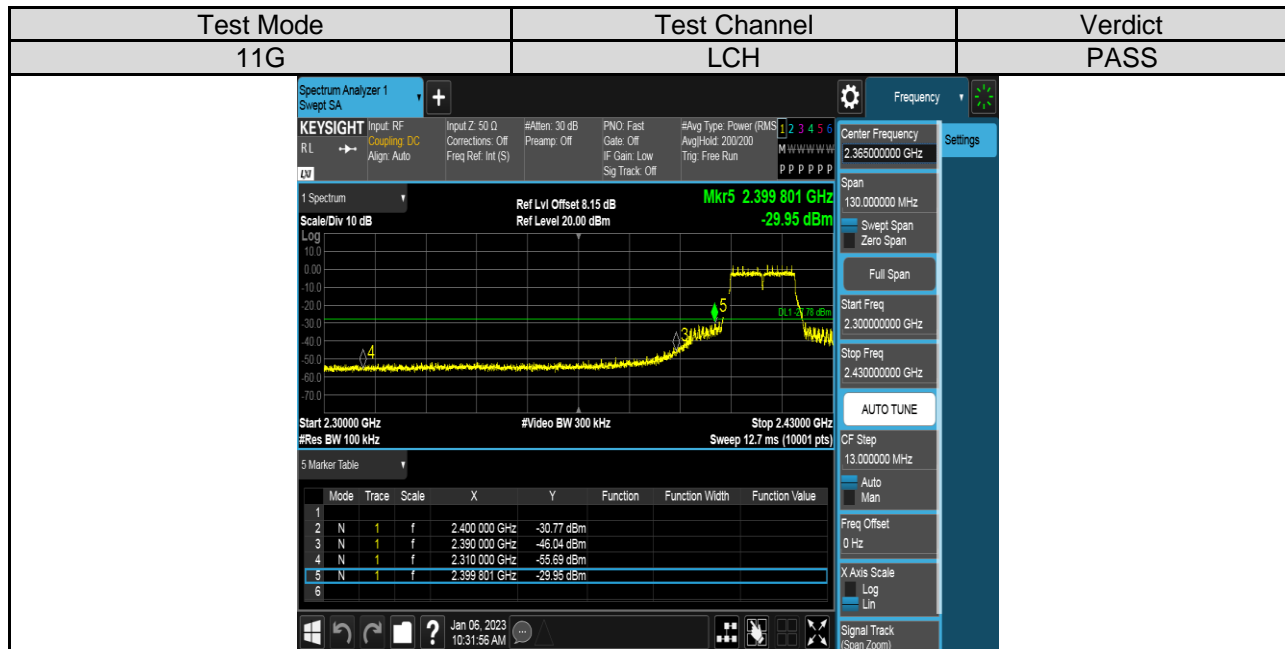 Test Mode Test Channel Verdict
11G LCH PASS
Spectrum Analyzer 1
Swept SA
+
Frequency
KEYSIGHT Input: RF Input Z: 50 Ω #Atten: 30 dB PNO: Fast #Avg Type: Power (RMS 1 2 3 4 5 6
RL Coupling: DC Corrections: Off Preamp: Off Gate: Off Avg|Hold: 200/200 M W W W W W
Align: Auto Freq Ref: Int (S) IF Gain: Low Trig: Free Run
LXI Sig Track: Off P P P P P P
Center Frequency
2.365000000 GHz
Settings
Span
130.000000 MHz
Swept Span
Zero Span
Full Span
Start Freq
2.300000000 GHz
Stop Freq
2.430000000 GHz
AUTO TUNE
CF Step
13.000000 MHz
Auto
Man
Freq Offset
0 Hz
X Axis Scale
Log
Lin
Signal Track
(Span Zoom)
1 Spectrum Ref Lvl Offset 8.15 dB Mkr5 2.399 801 GHz
Scale/Div 10 dB Ref Level 20.00 dBm -29.95 dBm
Log
10.0
0.00
-10.0
-20.0
5
-30.0
3
-40.0
4
-50.0
-60.0
-70.0
Start 2.30000 GHz #Video BW 300 kHz Stop 2.43000 GHz
#Res BW 100 kHz Sweep 12.7 ms (10001 pts)
5 Marker Table
Mode Trace Scale X Y Function Function Width Function Value
1
2 N 1 f 2.400 000 GHz -30.77 dBm
3 N 1 f 2.390 000 GHz -46.04 dBm
4 N 1 f 2.310 000 GHz -55.69 dBm
5 N 1 f 2.399 801 GHz -29.95 dBm
6
? Jan 06, 2023
10:31:56 AM